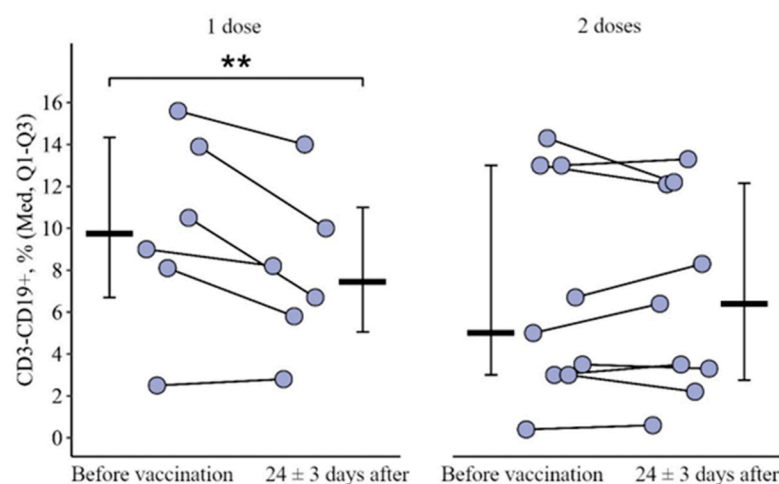 1 dose
2 doses
**
CD3-CD19+, % (Med, Q1-Q3)
16
14
12
10
8
6
4
2
0
Before vaccination 24 ± 3 days after
Before vaccination 24 ± 3 days after